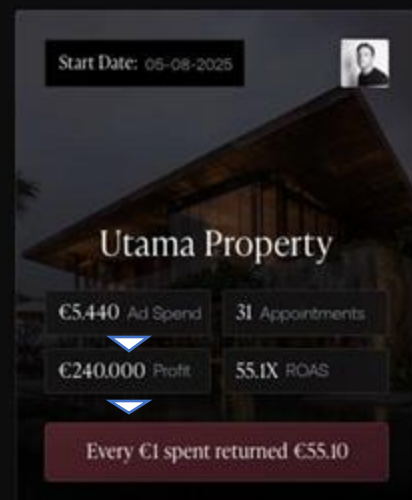 Start Date: 05-08-2025
Utama Property
€5.440 Ad Spend
31 Appointments
€240.000 Profit
55.1X ROAS
Every €1 spent returned €55.10